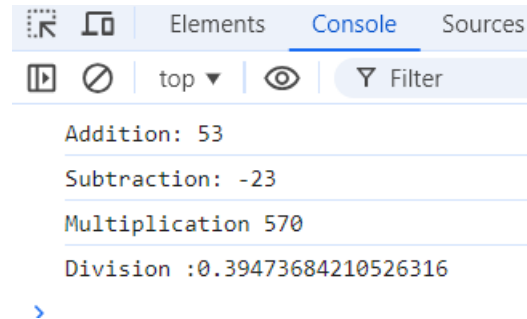 Elements Console Sources
top ▼ Filter
Addition: 53
Subtraction: -23
Multiplication 570
Division :0.39473684210526316